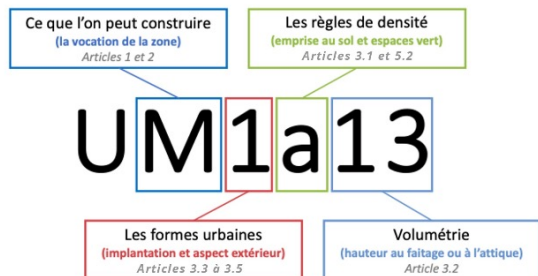 Ce que l'on peut construire
(la vocation de la zone)
Articles 1 et 2
Les règles de densité
(emprise au sol et espaces vert)
Articles 3.1 et 5.2
UM1a13
Les formes urbaines
(implantation et aspect extérieur)
Articles 3.3 à 3.5
Volumétrie
(hauteur au faitage ou à l'attique)
Article 3.2